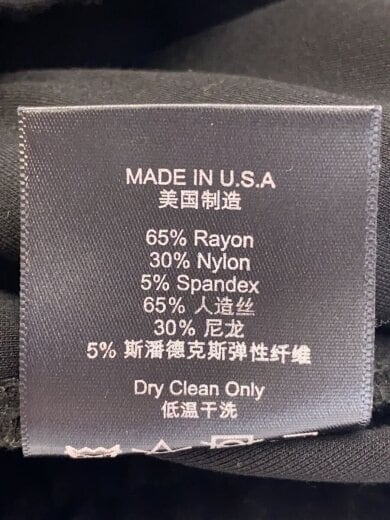 MADE IN U.S.A
美国制造
65% Rayon
30% Nylon
5% Spandex
65% 人造丝
30% 尼龙
5% 斯潘德克斯弹性纤维
Dry Clean Only
低温干洗